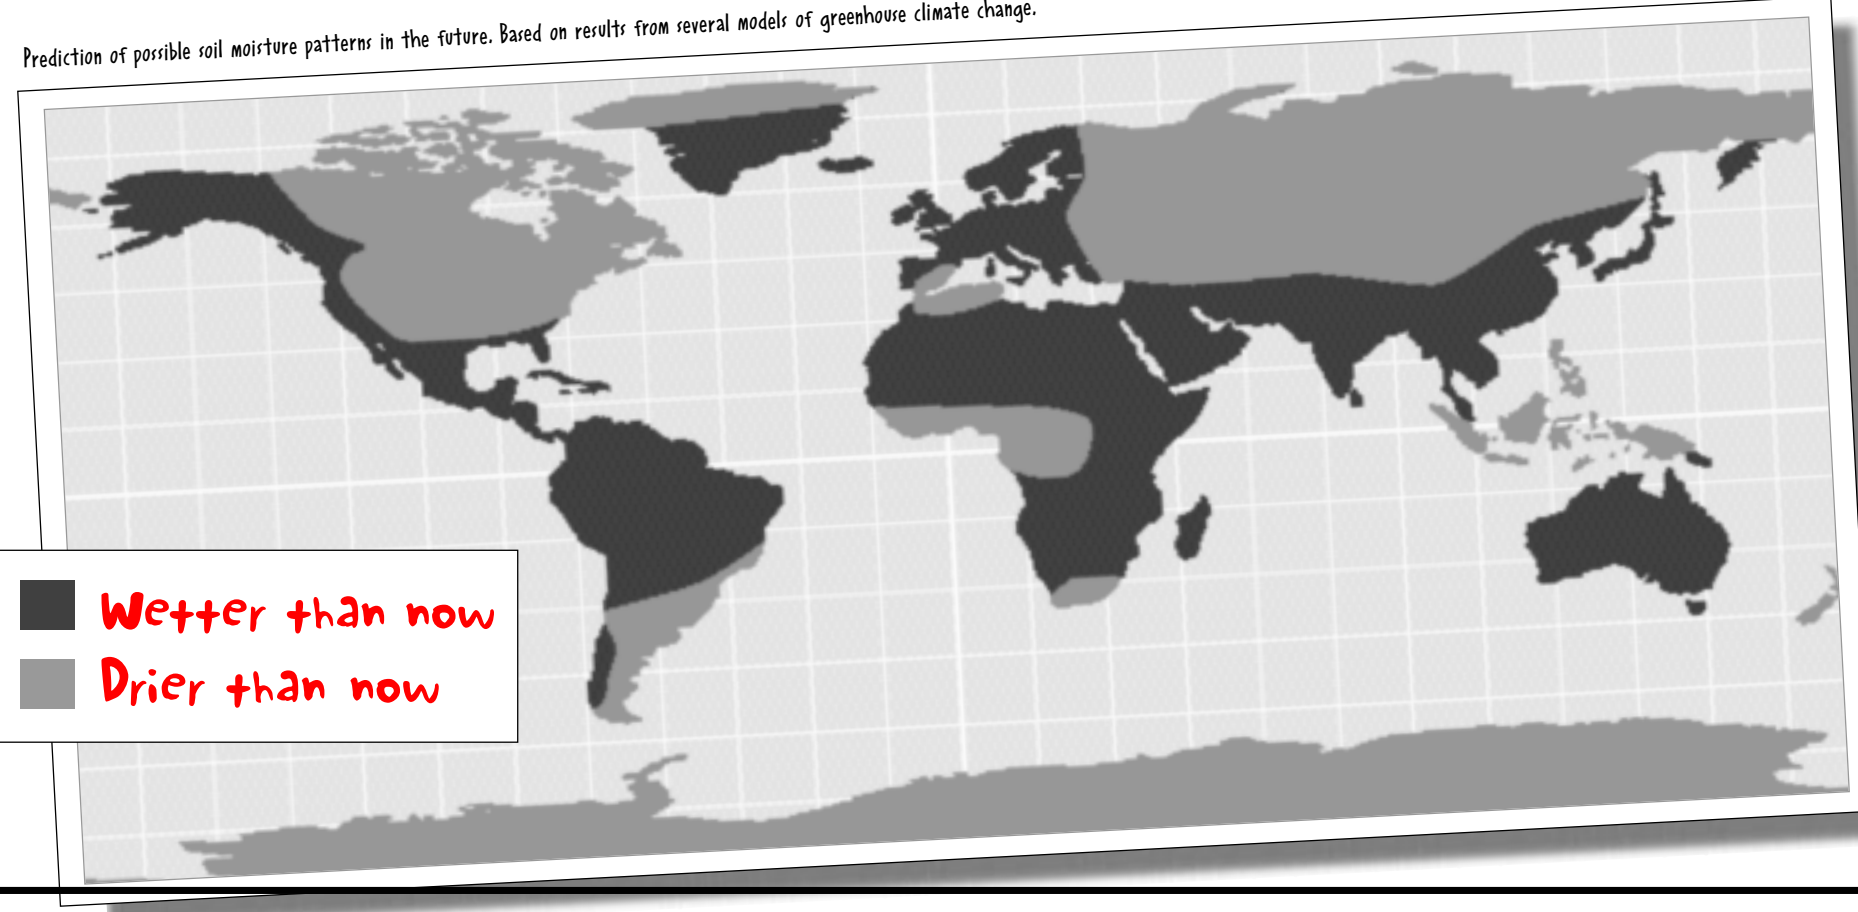 Prediction of possible soil moisture patterns in the future. Based on results from several models of greenhouse climate change.
Wetter than now
Drier than now